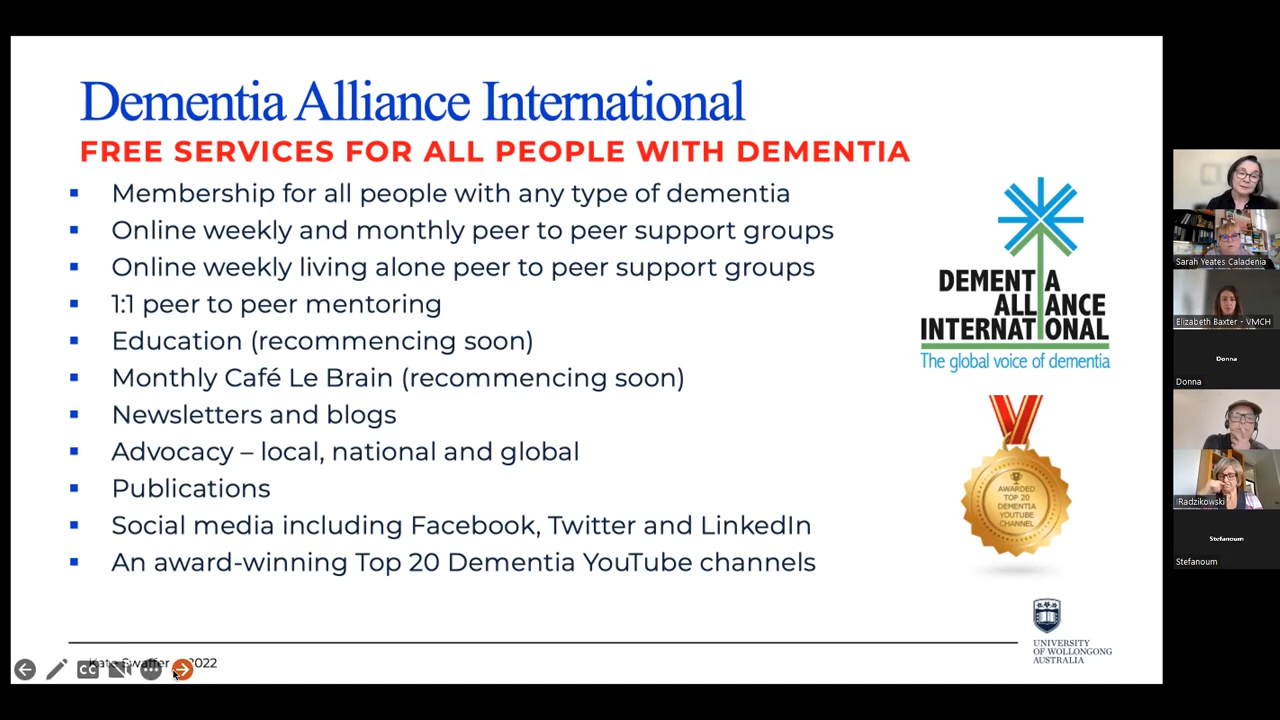 Dementia Alliance International
FREE SERVICES FOR ALL PEOPLE WITH DEMENTIA
Membership for all people with any type of dementia
Online weekly and monthly peer to peer support groups
Online weekly living alone peer to peer support groups
1:1 peer to peer mentoring
Education (recommencing soon)
Monthly Café Le Brain (recommencing soon)
Newsletters and blogs
Advocacy – local, national and global
Publications
Social media including Facebook, Twitter and LinkedIn
An award-winning Top 20 Dementia YouTube channels
DEMENTIA
ALLIANCE
INTERNATIONAL
The global voice of dementia
AWARDED
TOP 20
DEMENTIA
YOUTUBE
CHANNEL
UNIVERSITY
OF WOLLONGONG
AUSTRALIA
Kate Swaffer 2022
CC
Sarah Yeates Caladenia
Elizabeth Baxter - VMCH
Donna
Donna
Radzikowski
Stefanoum
Stefanoum